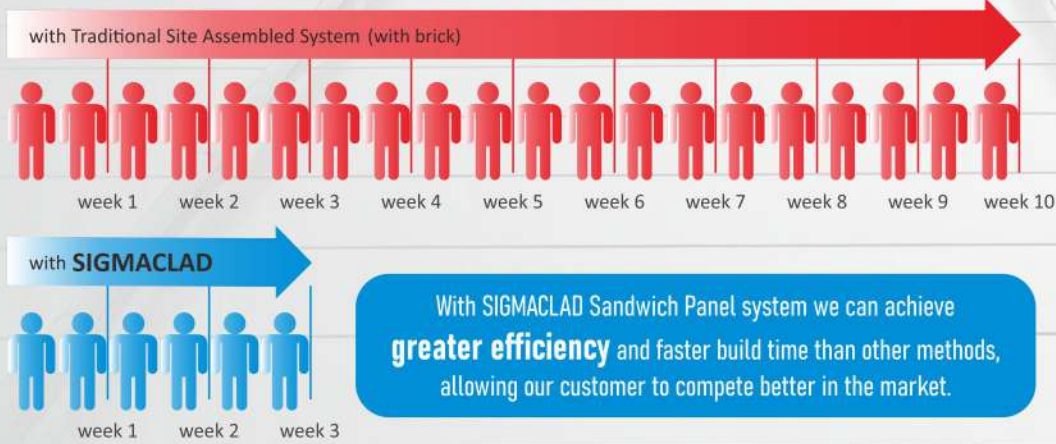 with Traditional Site Assembled System (with brick)
week 1 week 2 week 3 week 4 week 5 week 6 week 7 week 8 week 9 week 10
with SIGMACLAD
week 1 week 2 week 3
With SIGMACLAD Sandwich Panel system we can achieve
greater efficiency and faster build time than other methods,
allowing our customer to compete better in the market.